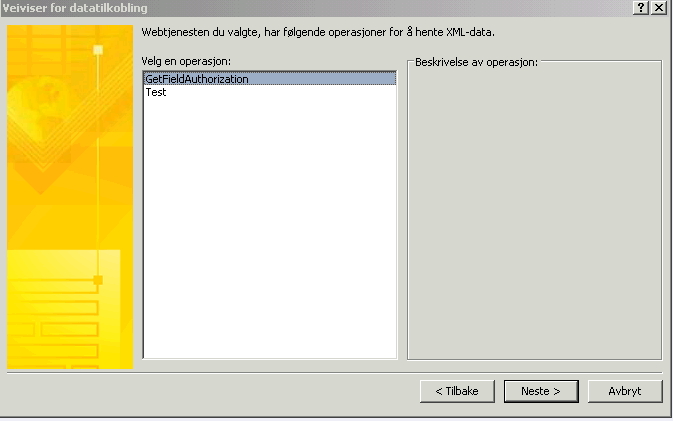 Veiviser for datatilkobling
Webtjenesten du valgte, har følgende operasjoner for å hente XML-data.
Velg en operasjon:
Beskrivelse av operasjon:
GetFieldAuthorization
Test
< Tilbake
Neste >
Avbryt